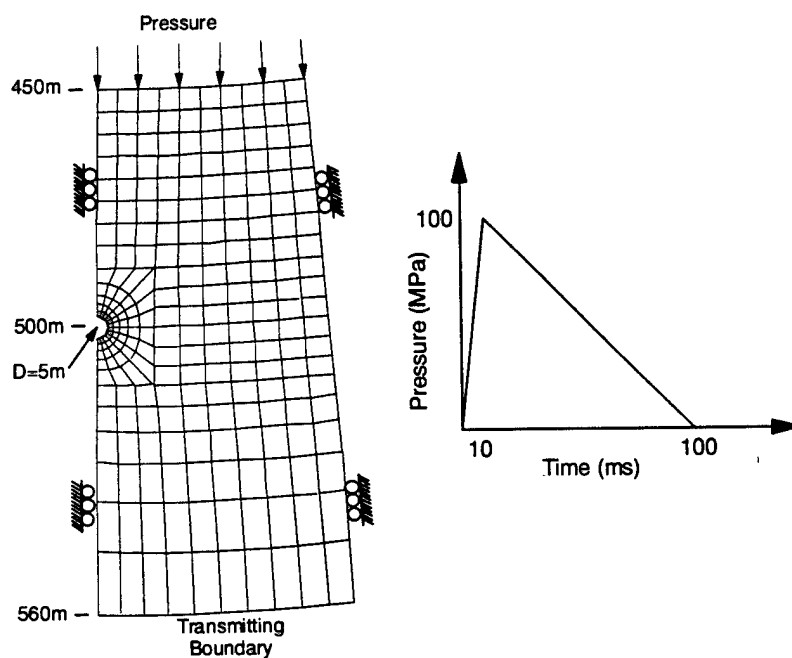 Pressure
450m
500m
D=5m
560m
Transmitting
Boundary
Pressure (MPa)
100
10
100
Time (ms)